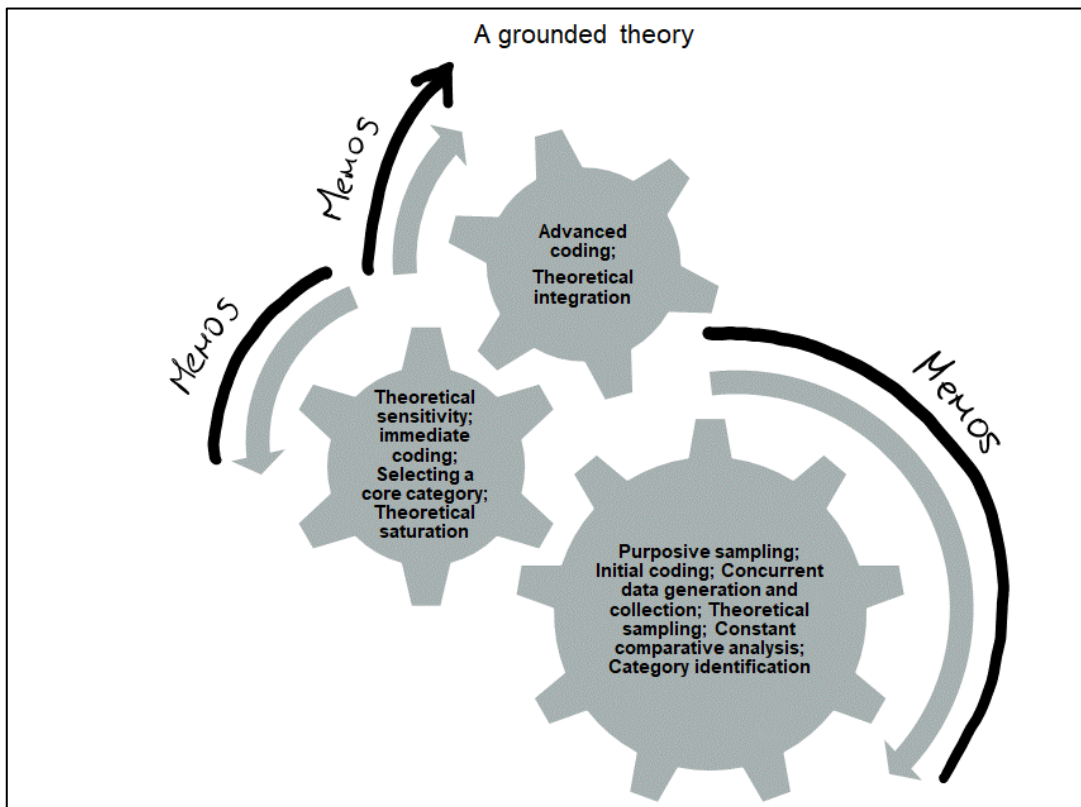 A grounded theory
Memos
Advanced
coding;
Theoretical
integration
Memos
Memos
Theoretical
sensitivity;
immediate
coding;
Selecting a
core category;
Theoretical
saturation
Purposive sampling;
Initial coding; Concurrent
data generation and
collection; Theoretical
sampling; Constant
comparative analysis;
Category identification